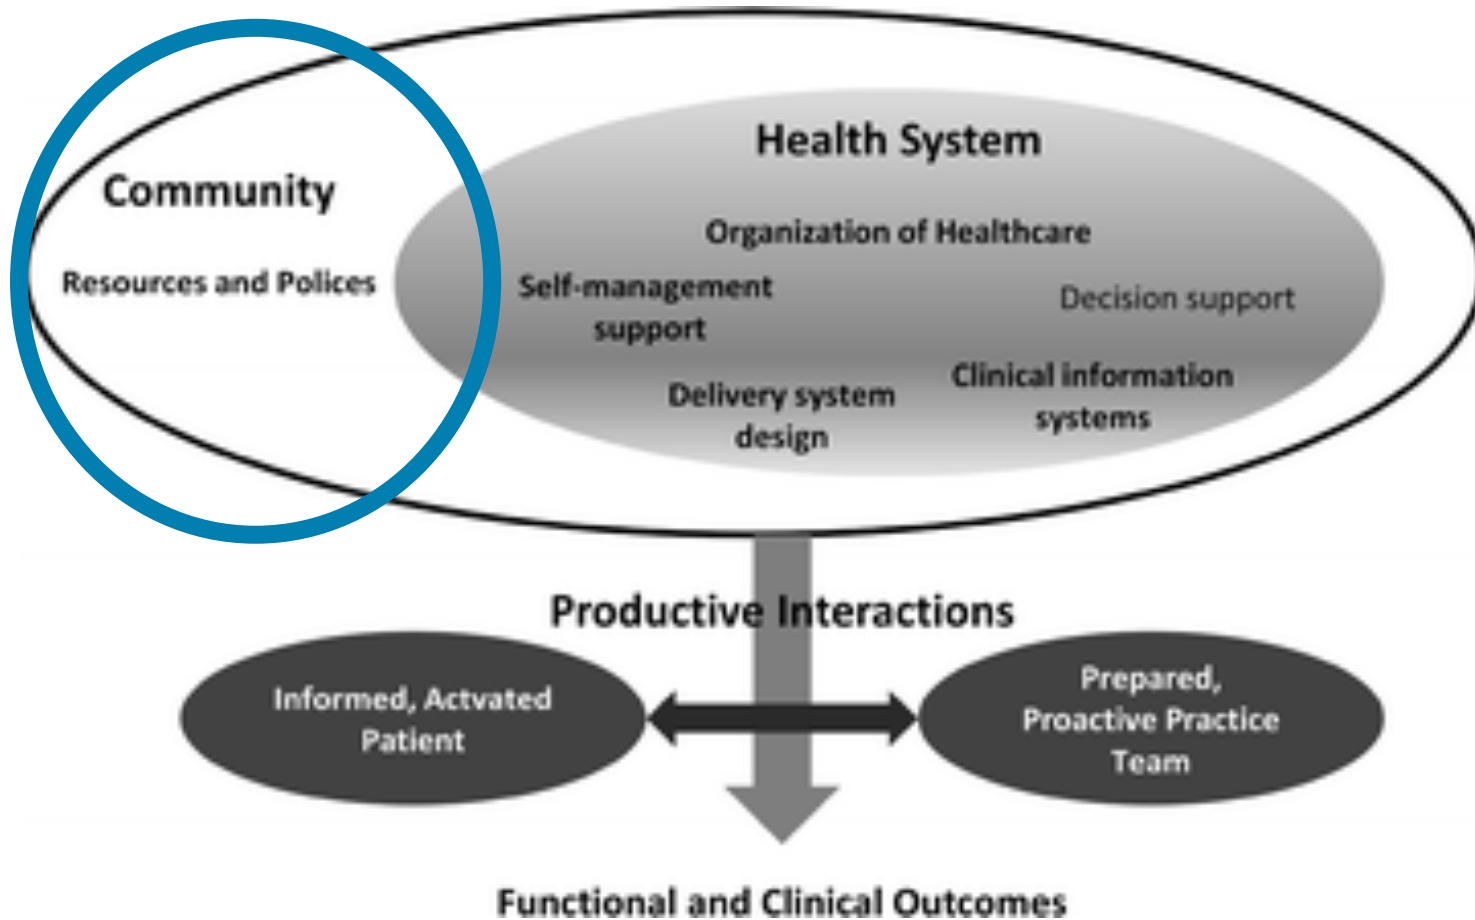 Health System
Community
Organization of Healthcare
Resources and Polices
Self-management
support
Decision support
Delivery system
design
Clinical information
systems
Productive Interactions
Informed, Actvated
Patient
Prepared,
Proactive Practice
Team
Functional and Clinical Outcomes